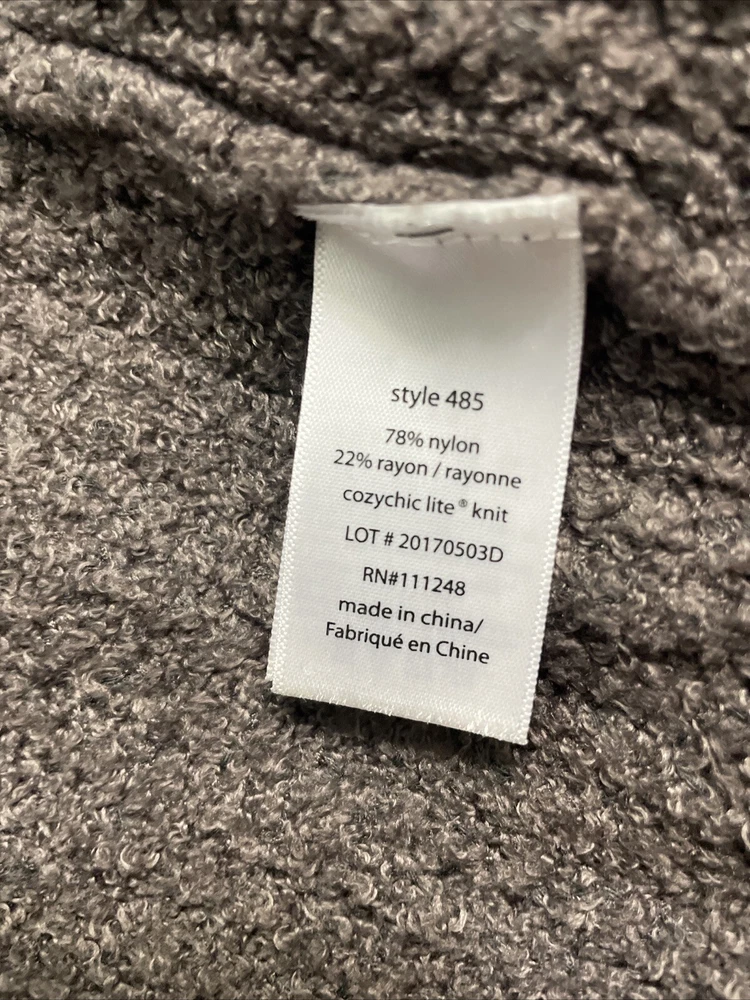 style 485
78% nylon
22% rayon / rayonne
cozychic lite® knit
LOT # 20170503D
RN#111248
made in china/
Fabriqué en Chine